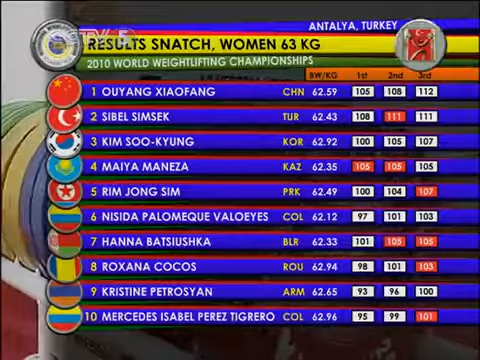 ANTALYA, TURKEY
RESULTS SNATCH, WOMEN 63 KG
2010 WORLD WEIGHTLIFTING CHAMPIONSHIPS
BW/KG 1st 2nd 3rd
1 OUYANG XIAOFANG CHN 62.59 105 108 112
2 SIBEL SIMSEK TUR 62.43 108 111 111
3 KIM SOO-KYUNG KOR 62.92 100 105 107
4 MAIYA MANEZA KAZ 62.35 105 105 105
5 RIM JONG SIM PRK 62.49 100 104 107
6 NISIDA PALOMEQUE VALOEYES COL 62.12 97 101 103
7 HANNA BATSIUSHKA BLR 62.33 101 105 105
8 ROXANA COCOS ROU 62.94 98 101 103
9 KRISTINE PETROSYAN ARM 62.65 93 96 100
10 MERCEDES ISABEL PEREZ TIGRERO COL 62.96 95 99 101